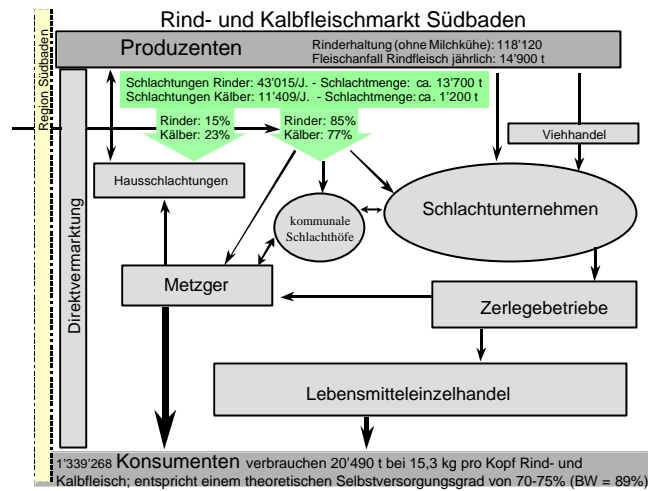 Rind- und Kalbfleischmarkt Südbaden
Region Südbaden
Produzenten
Rinderhaltung (ohne Milchkühe): 118'120
Fleischanfall Rindfleisch jährlich: 14'900 t
Direktvermarktung
Schlachtungen Rinder: 43'015/J. - Schlachtmenge: ca. 13'700 t
Schlachtungen Kälber: 11'409/J. - Schlachtmenge: ca. 1'200 t
Rinder: 15%
Kälber: 23%
Rinder: 85%
Kälber: 77%
Viehhandel
Hausschlachtungen
kommunale
Schlachthöfe
Schlachtunternehmen
Metzger
Zerlegebetriebe
Lebensmitteleinzelhandel
1'339'268 Konsumenten verbrauchen 20'490 t bei 15,3 kg pro Kopf Rind- und
Kalbfleisch; entspricht einem theoretischen Selbstversorgungsgrad von 70-75% (BW = 89%)